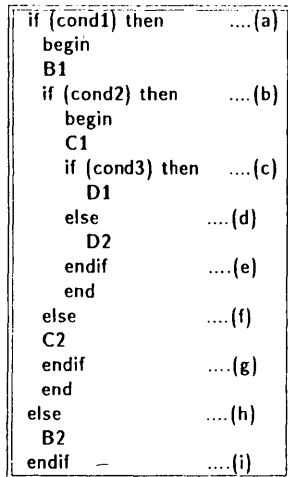 if (cond1) then ....(a)
begin
B1
if (cond2) then ....(b)
begin
C1
if (cond3) then ....(c)
D1
else ....(d)
D2
endif ....(e)
end
else ....(f)
C2
endif ....(g)
end
else ....(h)
B2
endif ....(i)